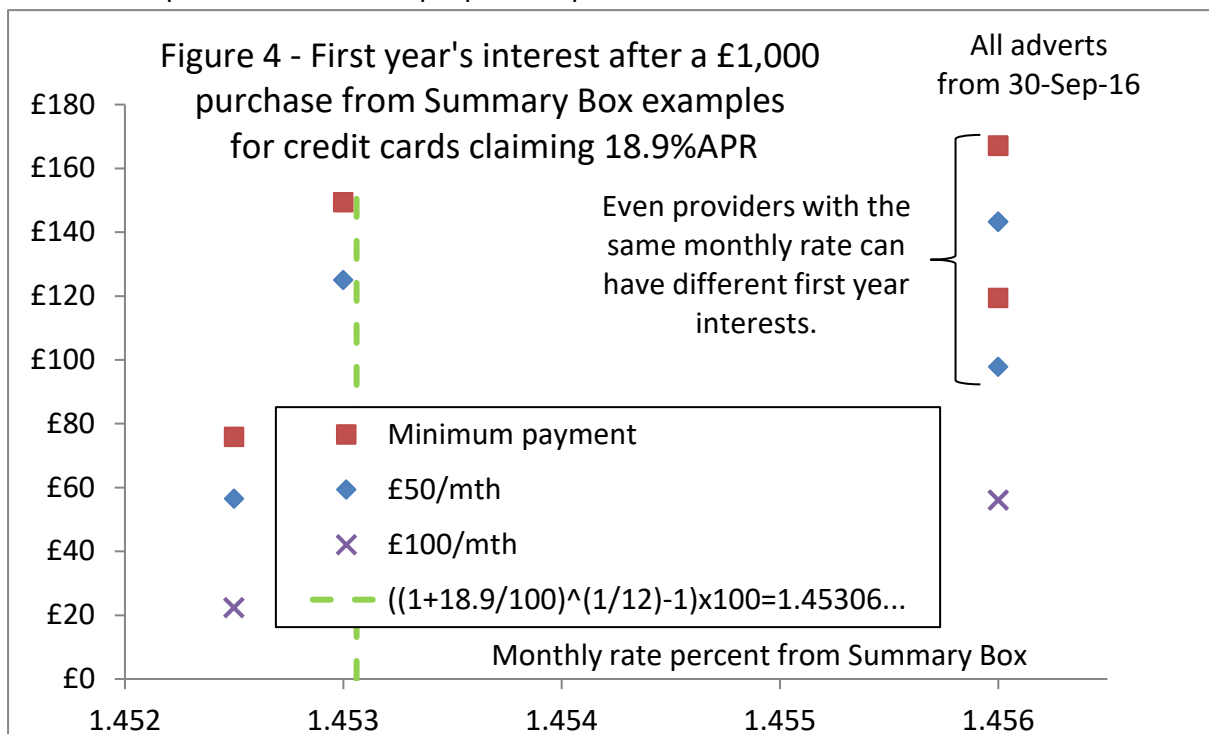 Figure 4 - First year's interest after a £1,000
purchase from Summary Box examples
for credit cards claiming 18.9%APR
All adverts
from 30-Sep-16
£180
£160
£140
£120
£100
£80
£60
£40
£20
£0
Even providers with the
same monthly rate can
have different first year
interests.
Minimum payment
£50/mth
£100/mth
((1+18.9/100)^(1/12)-1)x100=1.45306...
Monthly rate percent from Summary Box
1.452
1.453
1.454
1.455
1.456